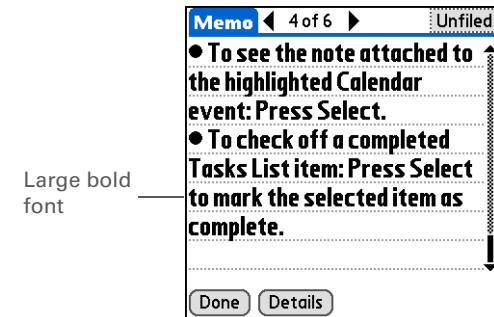 Memo 4 of 6 Unfiled
• To see the note attached to
the highlighted Calendar
event: Press Select.
• To check off a completed
Tasks List item: Press Select
to mark the selected item as
complete.
Large bold
font
Done Details